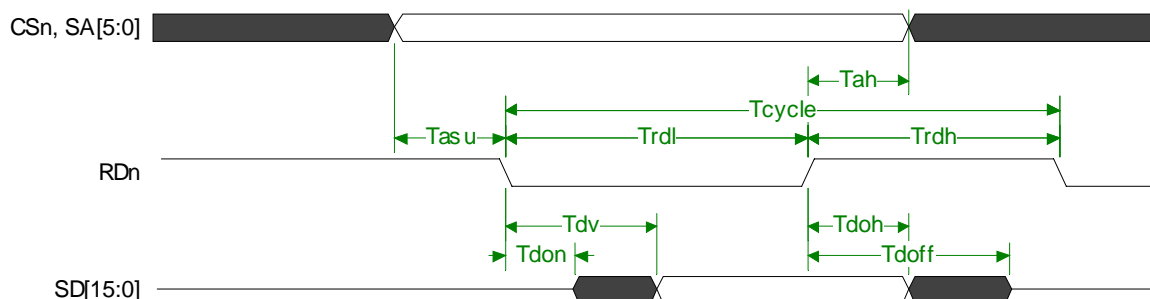 CSn, SA[5:0]
Tah
Tcycle
Tasu
Trdl
Trdh
RDn
Tdv
Tdoh
Tdon
Tdoff
SD[15:0]